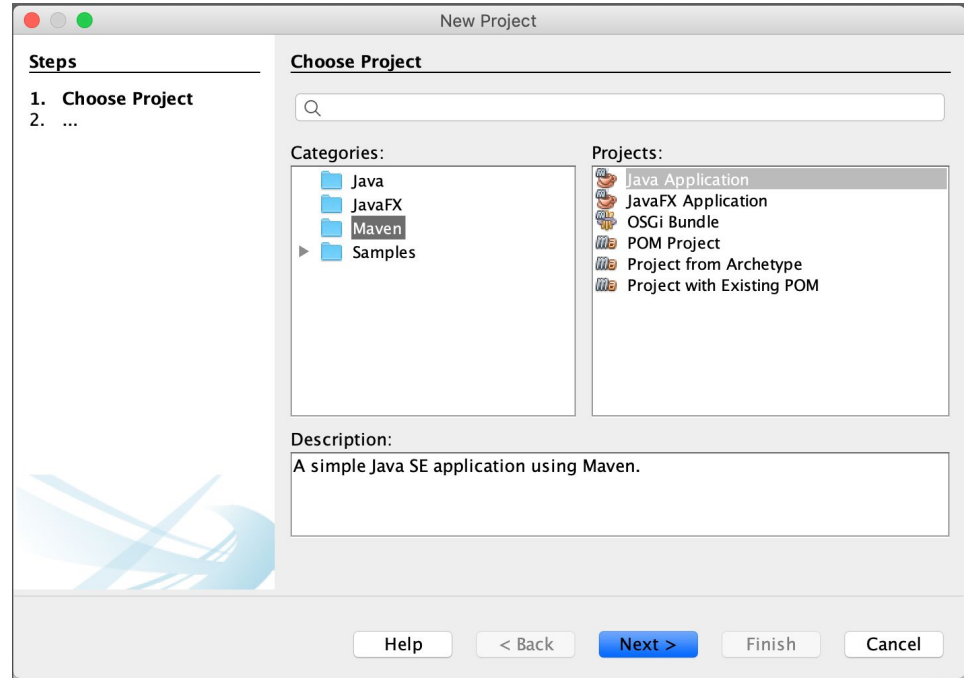 New Project
Steps
1. Choose Project
2. ...
Choose Project
Categories:
Java
JavaFX
Maven
Samples
Projects:
Java Application
JavaFX Application
OSGi Bundle
POM Project
Project from Archetype
Project with Existing POM
Description:
A simple Java SE application using Maven.
Help
< Back
Next >
Finish
Cancel